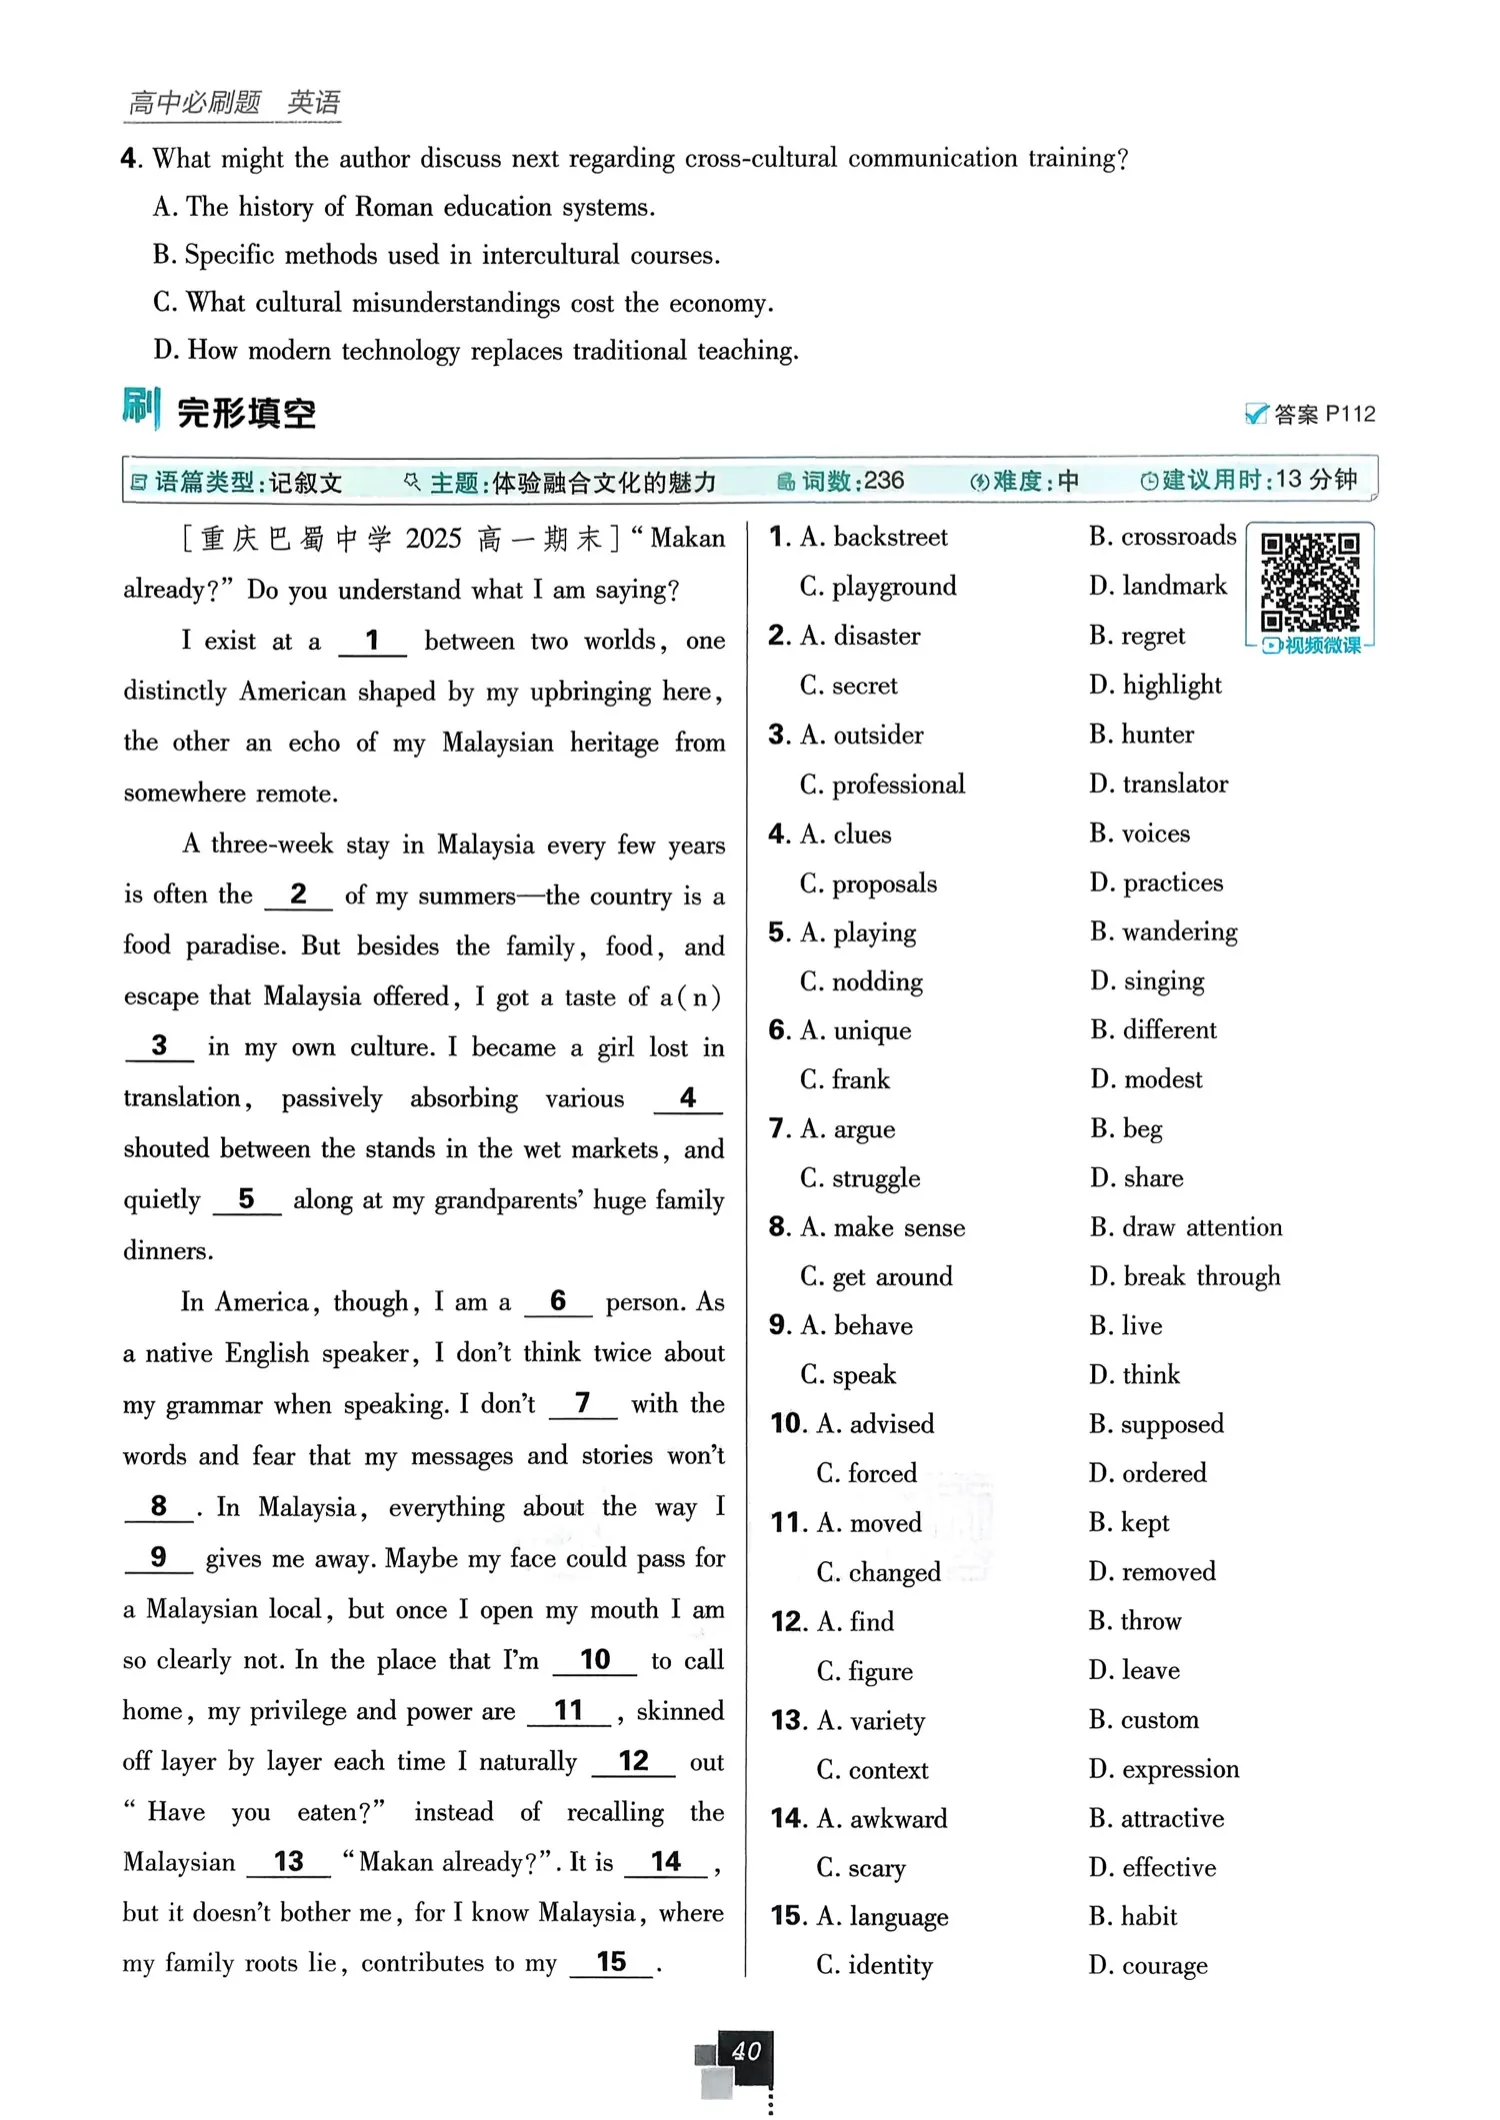 高中必刷题 英语
4. What might the author discuss next regarding cross-cultural communication training?
A. The history of Roman education systems.
B. Specific methods used in intercultural courses.
C. What cultural misunderstandings cost the economy.
D. How modern technology replaces traditional teaching.
刷 完形填空
答案 P112
语篇类型:记叙文 主题:体验融合文化的魅力 词数:236 难度:中 建议用时:13 分钟
[重庆巴蜀中学 2025 高一期末] “Makan
already?” Do you understand what I am saying?
I exist at a 1 between two worlds, one
distinctly American shaped by my upbringing here,
the other an echo of my Malaysian heritage from
somewhere remote.
A three-week stay in Malaysia every few years
is often the 2 of my summers—the country is a
food paradise. But besides the family, food, and
escape that Malaysia offered, I got a taste of a(n)
3 in my own culture. I became a girl lost in
translation, passively absorbing various 4
shouted between the stands in the wet markets, and
quietly 5 along at my grandparents’ huge family
dinners.
In America, though, I am a 6 person. As
a native English speaker, I don’t think twice about
my grammar when speaking. I don’t 7 with the
words and fear that my messages and stories won’t
8 . In Malaysia, everything about the way I
9 gives me away. Maybe my face could pass for
a Malaysian local, but once I open my mouth I am
so clearly not. In the place that I’m 10 to call
home, my privilege and power are 11 , skinned
off layer by layer each time I naturally 12 out
“Have you eaten?” instead of recalling the
Malaysian 13 “Makan already?”. It is 14 ,
but it doesn’t bother me, for I know Malaysia, where
my family roots lie, contributes to my 15 .
1. A. backstreet B. crossroads
C. playground D. landmark
2. A. disaster B. regret
C. secret D. highlight
视频微课
3. A. outsider B. hunter
C. professional D. translator
4. A. clues B. voices
C. proposals D. practices
5. A. playing B. wandering
C. nodding D. singing
6. A. unique B. different
C. frank D. modest
7. A. argue B. beg
C. struggle D. share
8. A. make sense B. draw attention
C. get around D. break through
9. A. behave B. live
C. speak D. think
10. A. advised B. supposed
C. forced D. ordered
11. A. moved B. kept
C. changed D. removed
12. A. find B. throw
C. figure D. leave
13. A. variety B. custom
C. context D. expression
14. A. awkward B. attractive
C. scary D. effective
15. A. language B. habit
C. identity D. courage
40